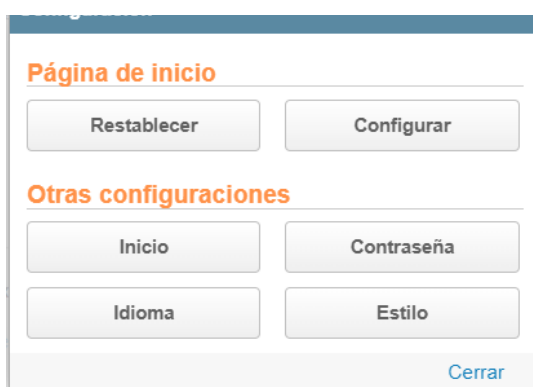 Página de inicio
Restablecer Configurar
Otras configuraciones
Inicio Contraseña
Idioma Estilo
Cerrar